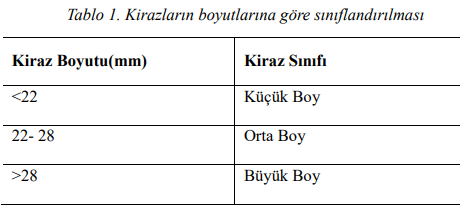 Tablo 1. Kirazların boyutlarına göre sınıflandırılması
Kiraz Boyutu(mm) Kiraz Sınıfı
<22 Küçük Boy
22- 28 Orta Boy
>28 Büyük Boy